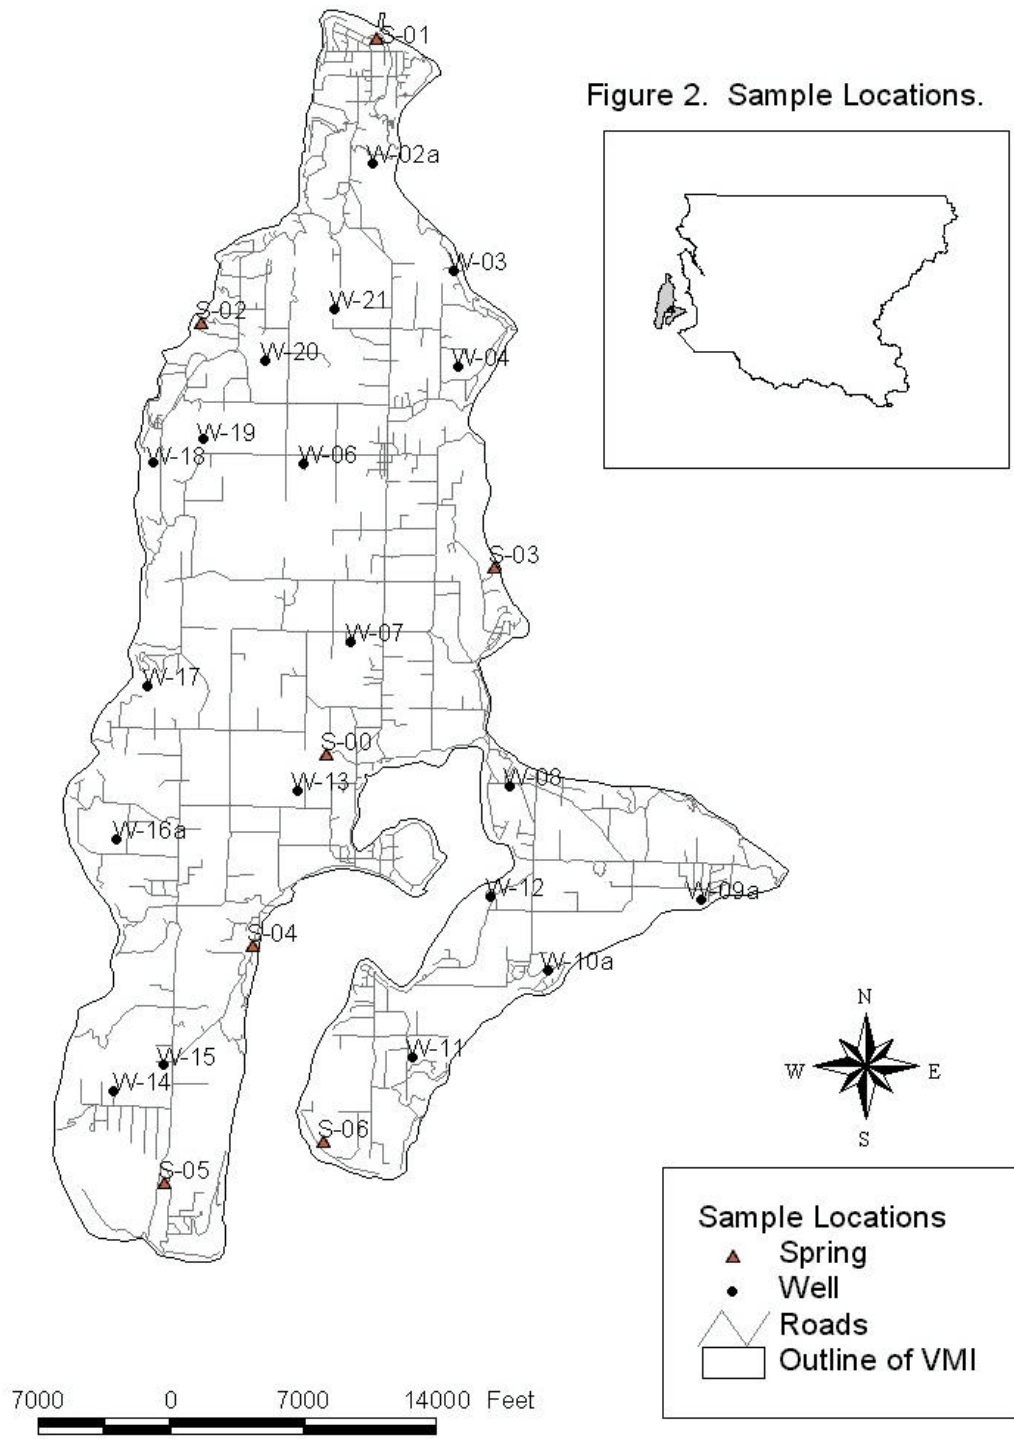 S-01
Figure 2. Sample Locations.
W-02a
W-03
W-21
S-02
W-20
W-04
W-19
W-18
W-06
S-03
W-07
W-17
S-00
W-08
W-13
W-16a
W-12
W-09a
S-04
W-10a
N
W-11
W-15
W E
W-14
S
S-06
S-05
Sample Locations
Spring
Well
Roads
Outline of VMI
7000 0 7000 14000 Feet